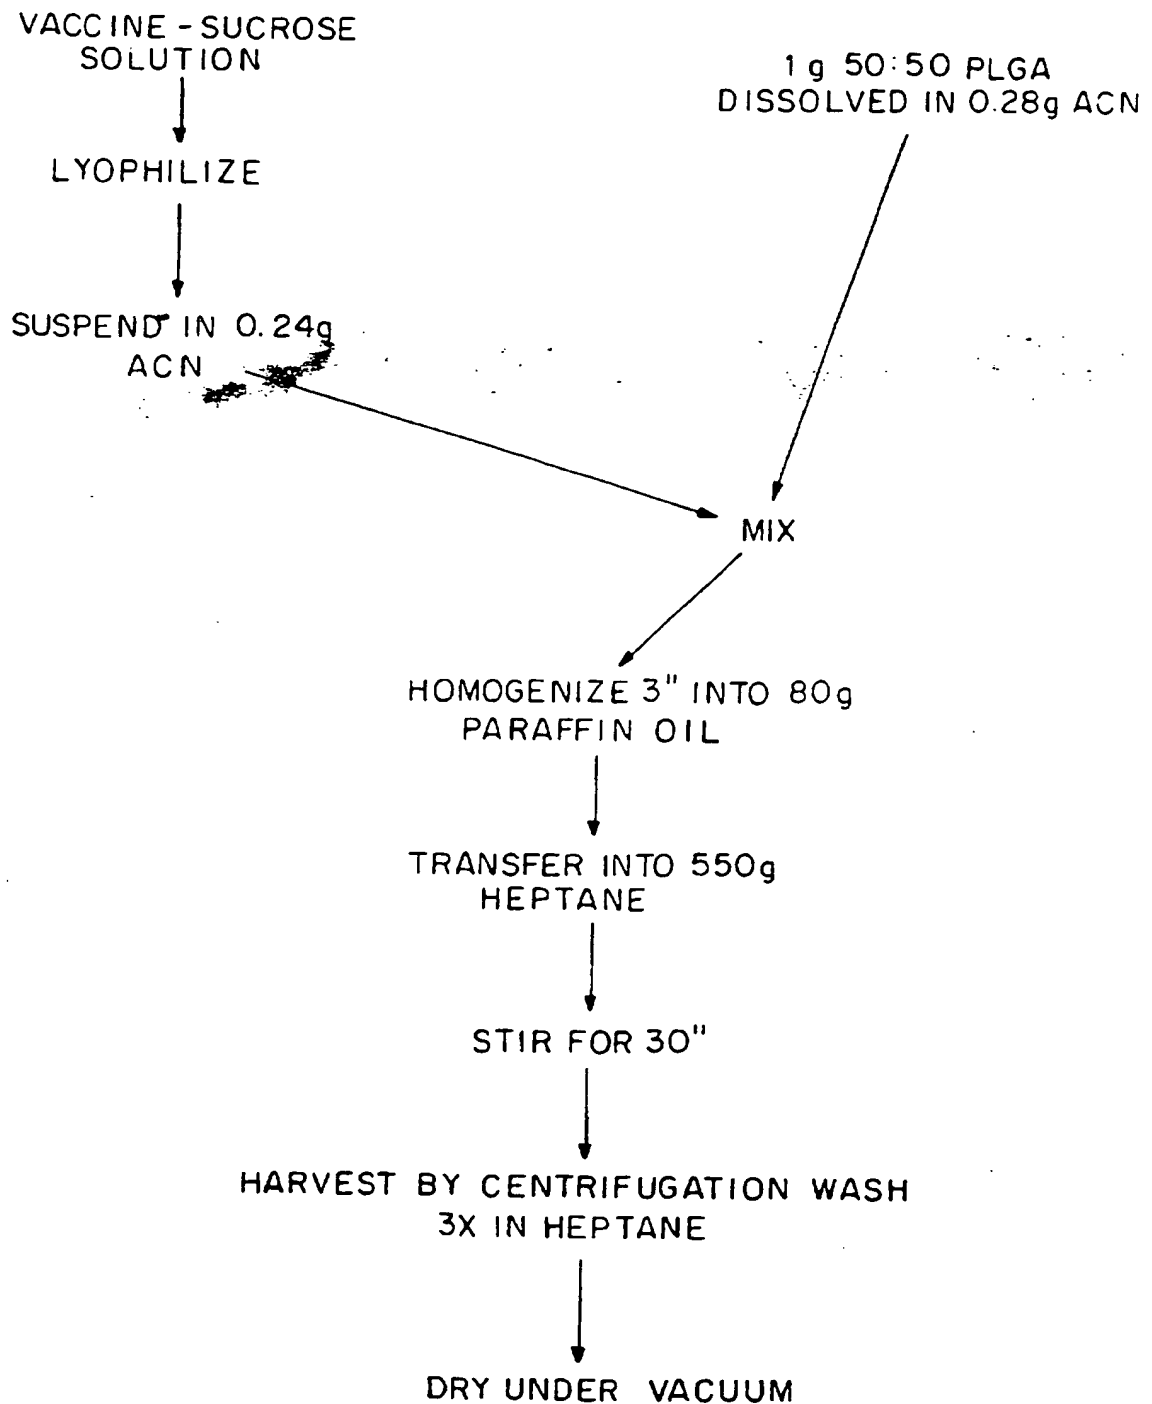 VACCINE-SUCROSE
SOLUTION
1 g 50:50 PLGA
DISSOLVED IN 0.28g ACN
LYOPHILIZE
SUSPEND IN 0.24g
ACN
MIX
HOMOGENIZE 3" INTO 80g
PARAFFIN OIL
TRANSFER INTO 550g
HEPTANE
STIR FOR 30"
HARVEST BY CENTRIFUGATION WASH
3X IN HEPTANE
DRY UNDER VACUUM